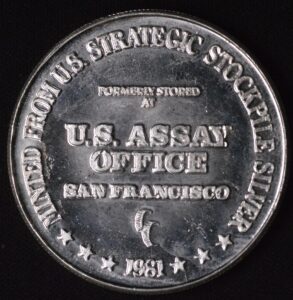 MINTED FROM U.S. STRATEGIC STOCKPILE SILVER
FORMERLY STORED
AT
U.S. ASSAY
OFFICE
SAN FRANCISCO
1981